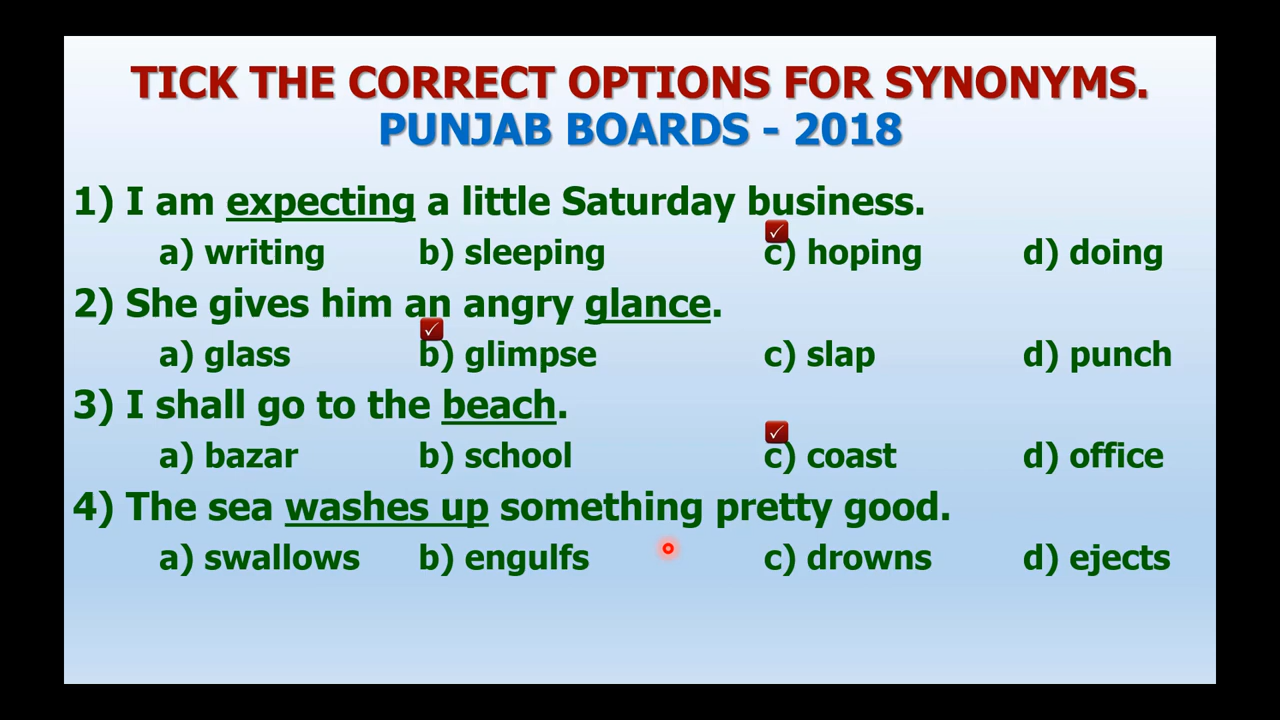 TICK THE CORRECT OPTIONS FOR SYNONYMS.
PUNJAB BOARDS - 2018
1) I am expecting a little Saturday business.
a) writing b) sleeping c) hoping d) doing
2) She gives him an angry glance.
a) glass b) glimpse c) slap d) punch
3) I shall go to the beach.
a) bazar b) school c) coast d) office
4) The sea washes up something pretty good.
a) swallows b) engulfs c) drowns d) ejects